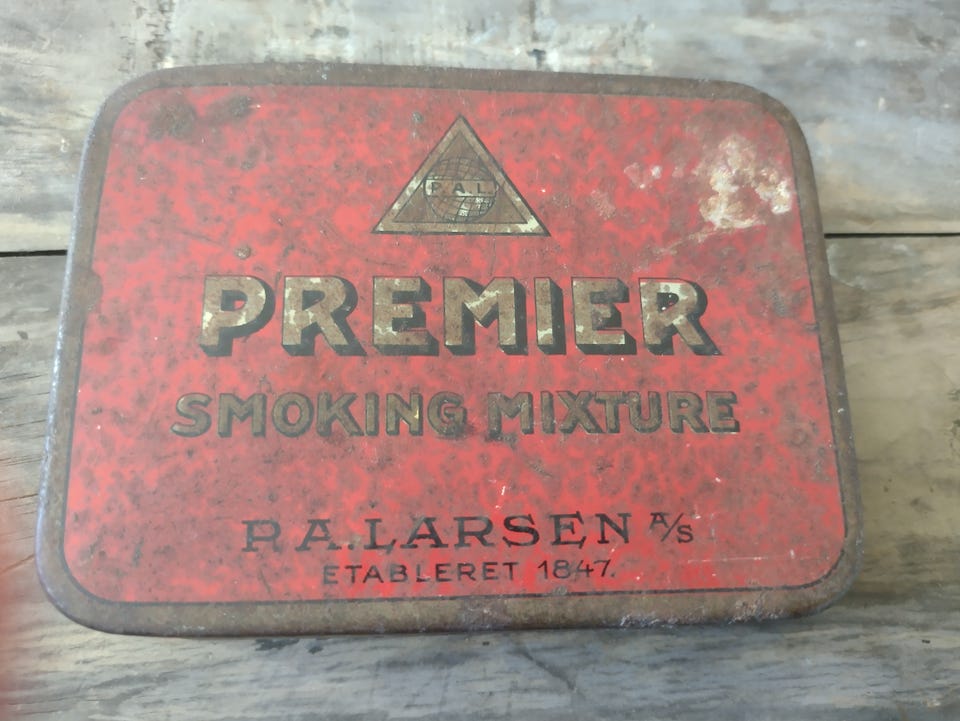 P.A.L.
PREMIER
SMOKING MIXTURE
P.A.LARSEN A/S
ETABLERET 1847.